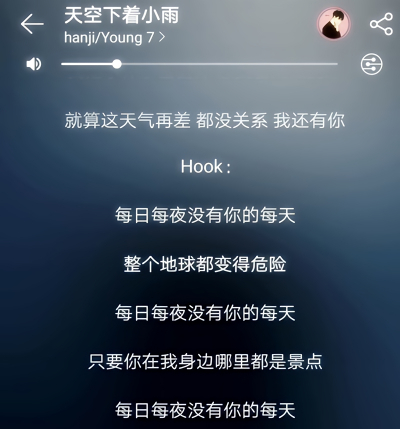 天空下着小雨
hanji/Young 7
就算这天气再差 都没关系 我还有你
Hook:
每日每夜没有你的每天
整个地球都变得危险
每日每夜没有你的每天
只要你在我身边哪里都是景点
每日每夜没有你的每天